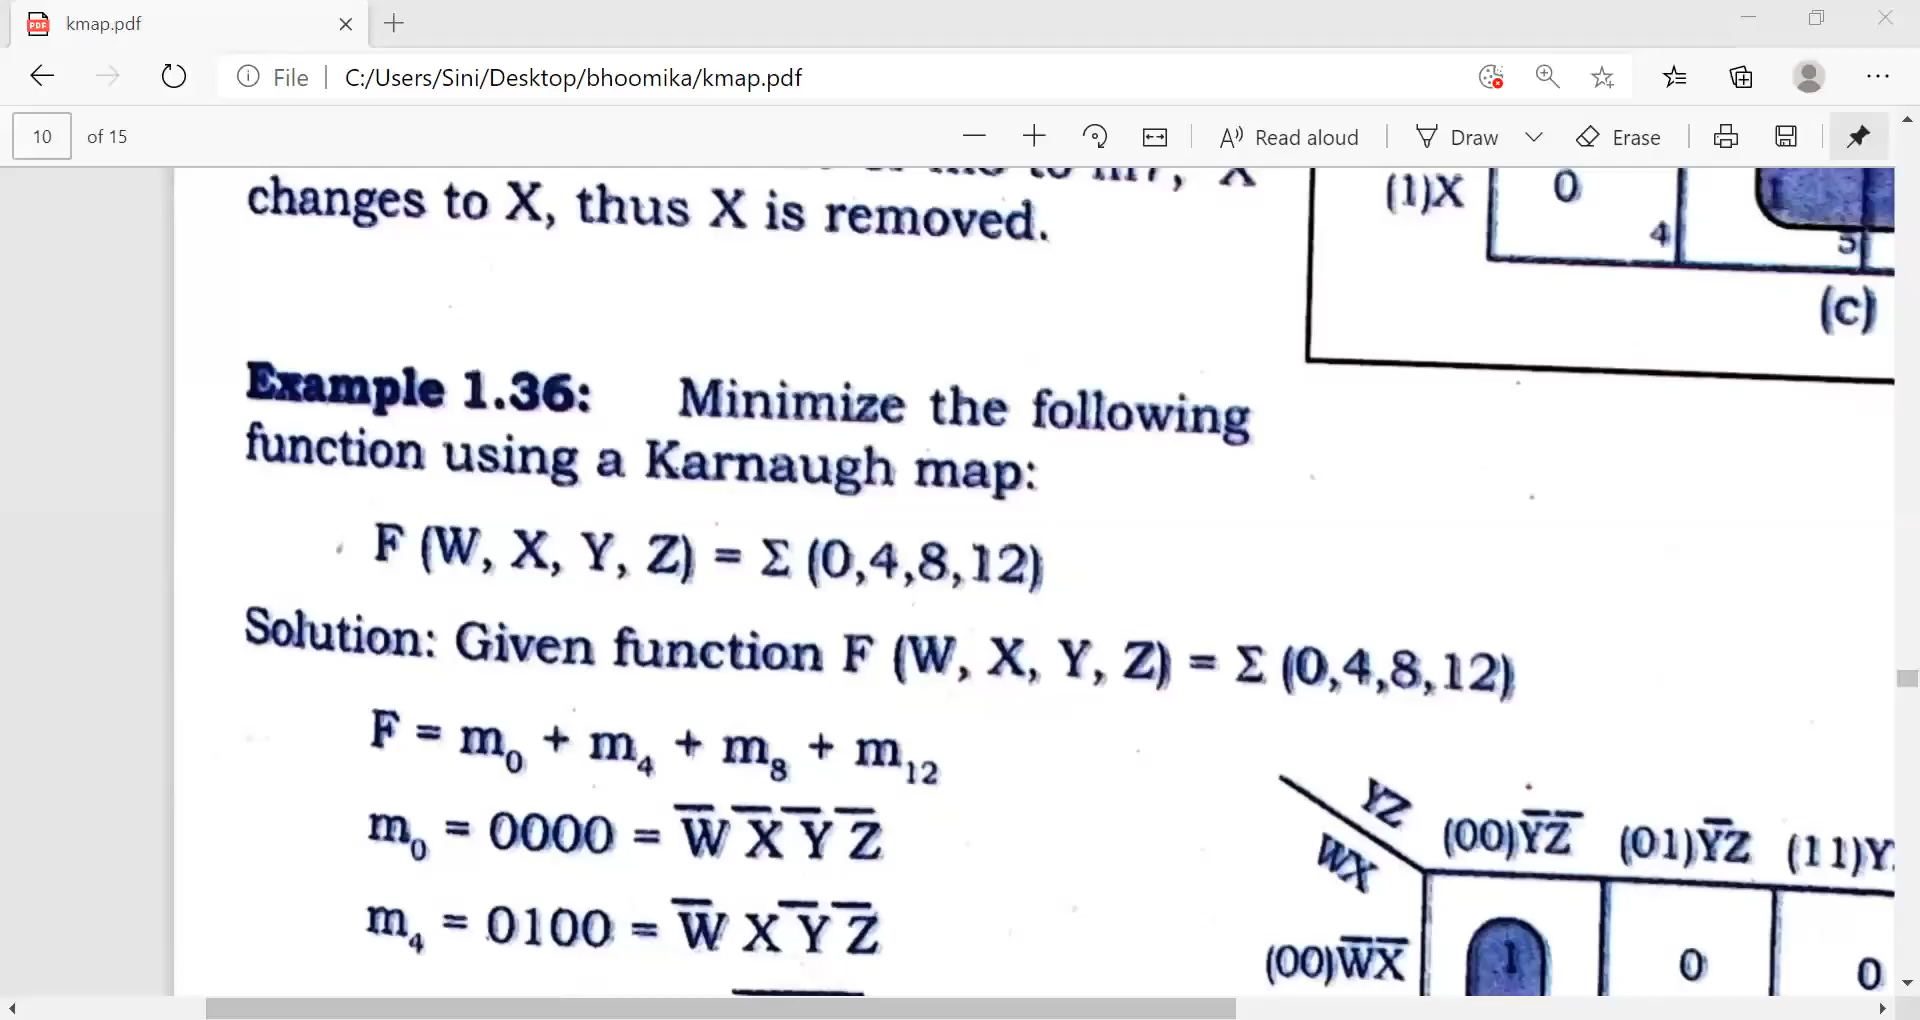 kmap.pdf
File
C:/Users/Sini/Desktop/bhoomika/kmap.pdf
10 of 15
Read aloud
Draw
Erase
changes to X, thus X is removed.
(1)X 0
4 5
(c)
Example 1.36: Minimize the following
function using a Karnaugh map:
F (W, X, Y, Z) = Σ (0,4,8,12)
Solution: Given function F (W, X, Y, Z) = Σ (0,4,8,12)
F = m₀ + m₄ + m₈ + m₁₂
m₀ = 0000 = W̅ X̅ Y̅ Z̅
m₄ = 0100 = W̅ X Y̅ Z̅
YZ
WX
(00)Y̅Z̅ (01)Y̅Z (11)Y
(00)W̅X̅ 1 0 0